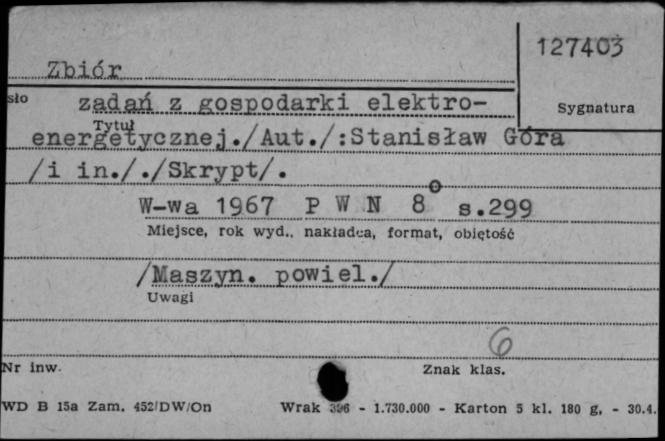 127403
Zbiór
sło
zadań z gospodarki elektro-
Sygnatura
Tytuł
energetycznej./Aut./:Stanisław Góra
/i in./ ./Skrypt/.
W-wa 1967 P W N 8° s.299
Miejsce, rok wyd., nakładca, format, objętość
/Maszyn. powiel./
Uwagi
6
Nr inw.
Znak klas.
WD B 15a Zam. 452/DW/On
Wrak 396 - 1.730.000 - Karton 5 kl. 180 g, - 30.4.